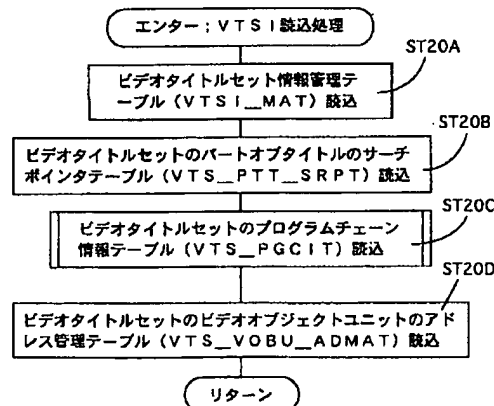 エンター；ＶＴＳＩ読込処理
ST20A
ビデオタイトルセット情報管理テ
ーブル（ＶＴＳＩ＿ＭＡＴ）読込
ST20B
ビデオタイトルセットのパートオブタイトルのサーチ
ポインタテーブル（ＶＴＳ＿ＰＴＴ＿ＳＲＰＴ）読込
ST20C
ビデオタイトルセットのプログラムチェーン
情報テーブル（ＶＴＳ＿ＰＧＣＩＴ）読込
ST20D
ビデオタイトルセットのビデオオブジェクトユニットのアド
レス管理テーブル（ＶＴＳ＿ＶＯＢＵ＿ＡＤＭＡＴ）読込
リターン